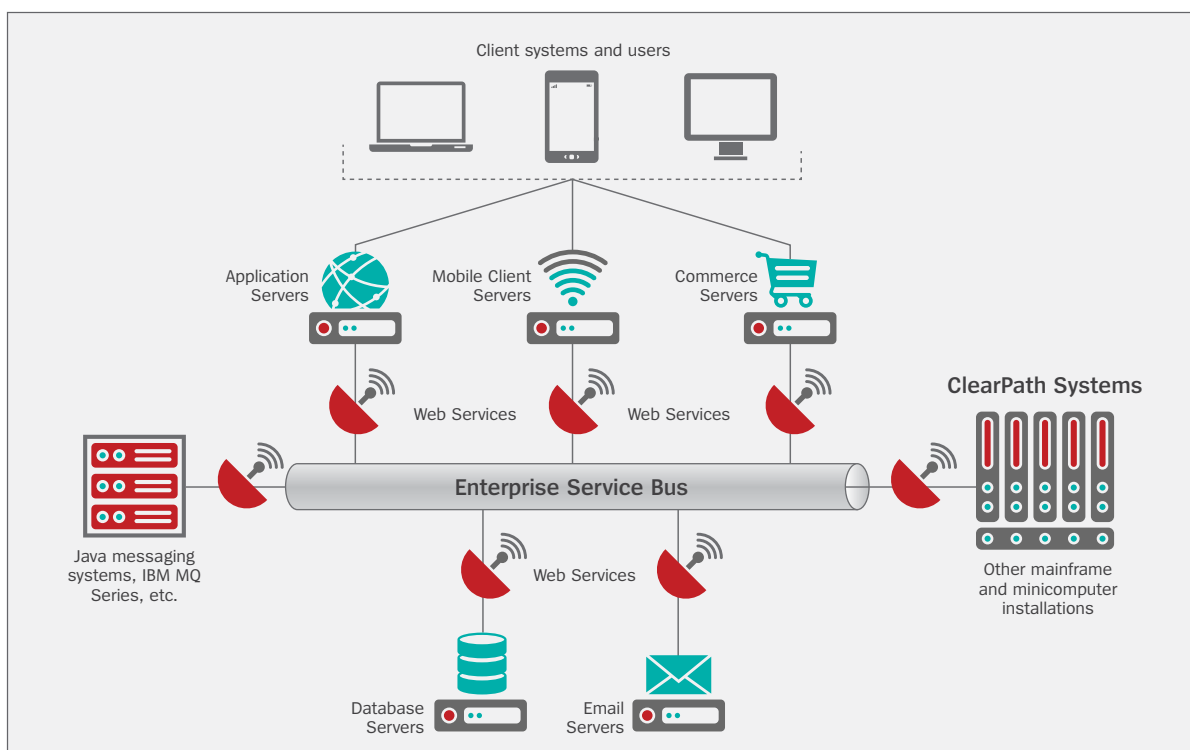 Client systems and users
Application
Servers
Mobile Client
Servers
Commerce
Servers
Web Services
Web Services
ClearPath Systems
Enterprise Service Bus
Java messaging
systems, IBM MQ
Series, etc.
Web Services
Other mainframe
and minicomputer
installations
Database
Servers
Email
Servers